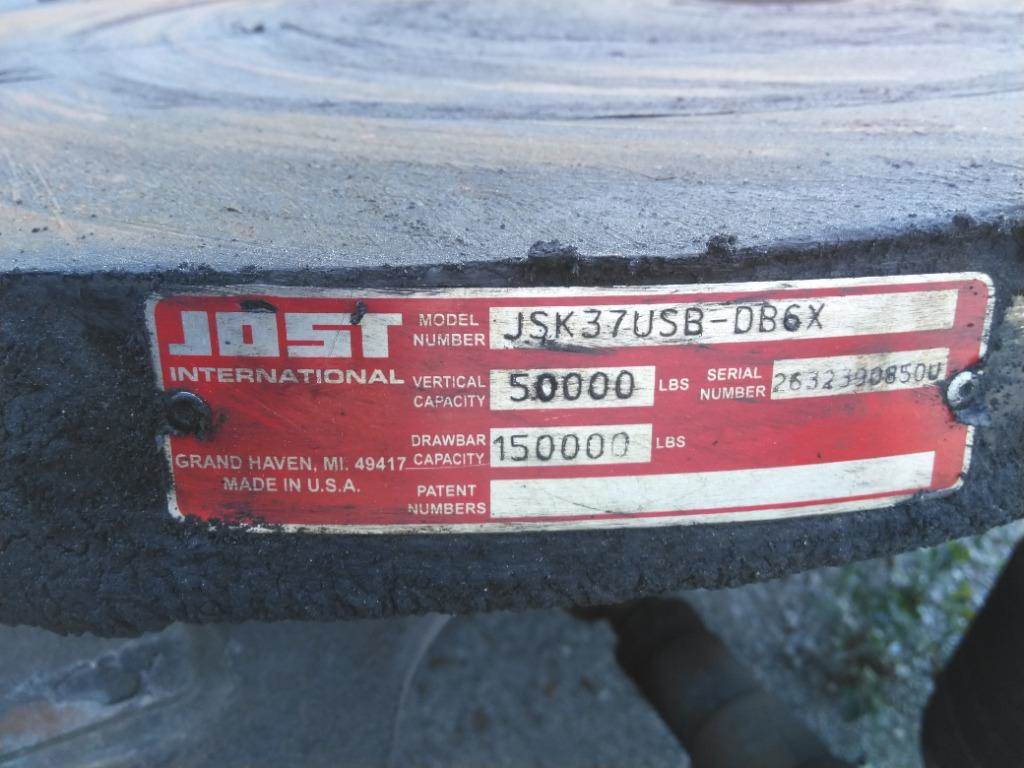 JOST
INTERNATIONAL
GRAND HAVEN, MI. 49417
MADE IN U.S.A.
MODEL NUMBER JSK37USB-DB6X
VERTICAL CAPACITY 50000 LBS
SERIAL NUMBER 2632390850U
DRAWBAR CAPACITY 150000 LBS
PATENT NUMBERS